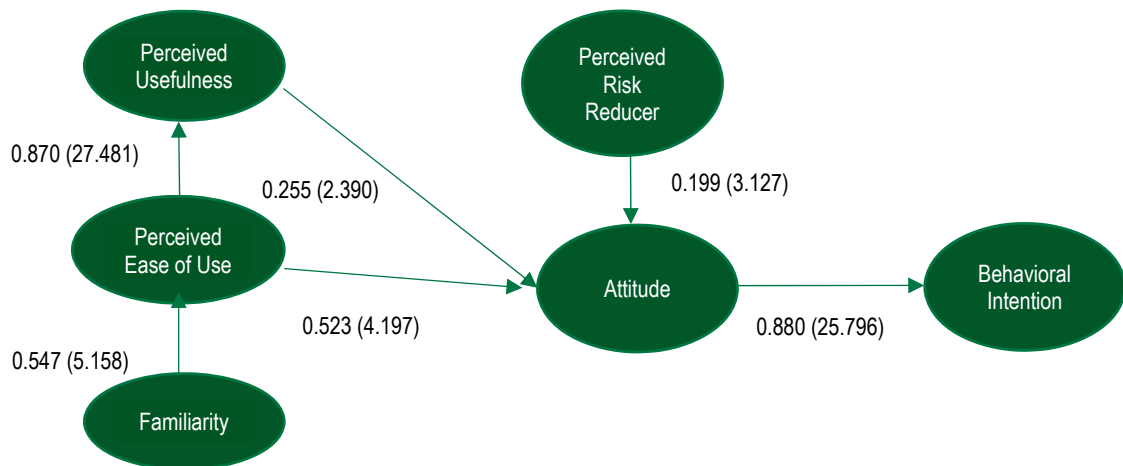 Perceived
Usefulness
Perceived
Risk
Reducer
0.870 (27.481)
0.255 (2.390)
0.199 (3.127)
Perceived
Ease of Use
Attitude
Behavioral
Intention
0.523 (4.197)
0.880 (25.796)
0.547 (5.158)
Familiarity